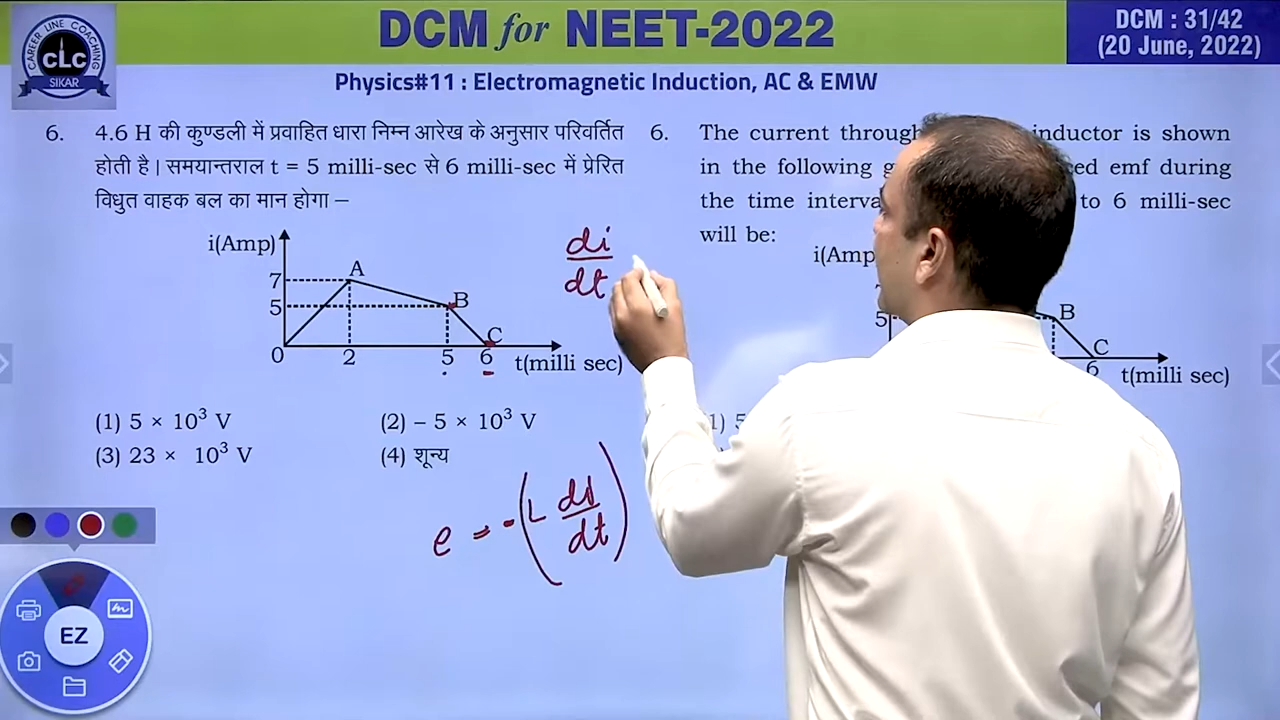 CAREER LINE COACHING
CLC
SIKAR
DCM for NEET-2022
DCM : 31/42
(20 June, 2022)
Physics#11 : Electromagnetic Induction, AC & EMW
6. 4.6 H की कुण्डली में प्रवाहित धारा निम्न आरेख के अनुसार परिवर्तित
होती है। समयान्तराल t = 5 milli-sec से 6 milli-sec में प्रेरित
विधुत वाहक बल का मान होगा –
i(Amp)
7
A
5
B
C
0
2
5
6
t(milli sec)
(1) 5 × 10³ V
(2) – 5 × 10³ V
(3) 23 × 10³ V
(4) शून्य
di
dt
e = -(L di
dt)
6. The current through inductor is shown
in the following emf during
the time to 6 milli-sec
will be:
i(Amp
5
B
C
6
t(milli sec)
1) 5
EZ